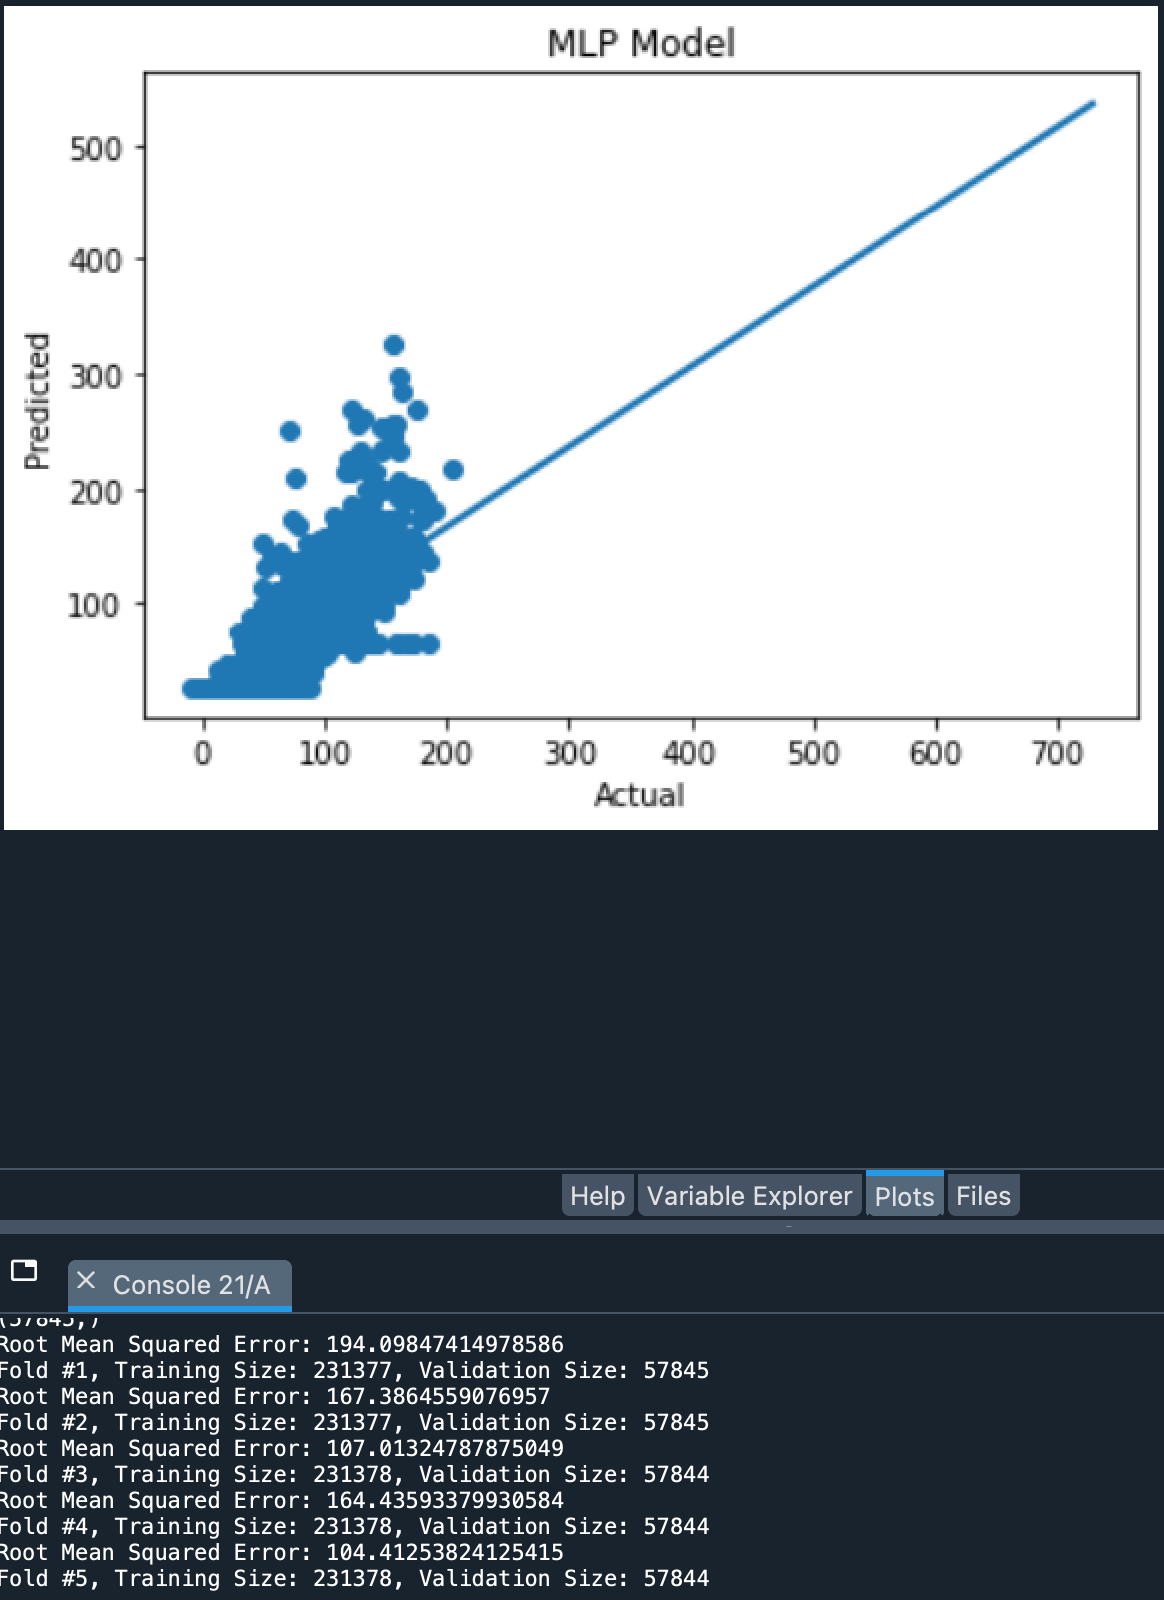 MLP Model
500
400
300
200
100
Predicted
0 100 200 300 400 500 600 700
Actual
Help Variable Explorer Plots Files
Console 21/A
(57845,)
Root Mean Squared Error: 194.09847414978586
Fold #1, Training Size: 231377, Validation Size: 57845
Root Mean Squared Error: 167.3864559076957
Fold #2, Training Size: 231377, Validation Size: 57845
Root Mean Squared Error: 107.01324787875049
Fold #3, Training Size: 231378, Validation Size: 57844
Root Mean Squared Error: 164.43593379930584
Fold #4, Training Size: 231378, Validation Size: 57844
Root Mean Squared Error: 104.41253824125415
Fold #5, Training Size: 231378, Validation Size: 57844